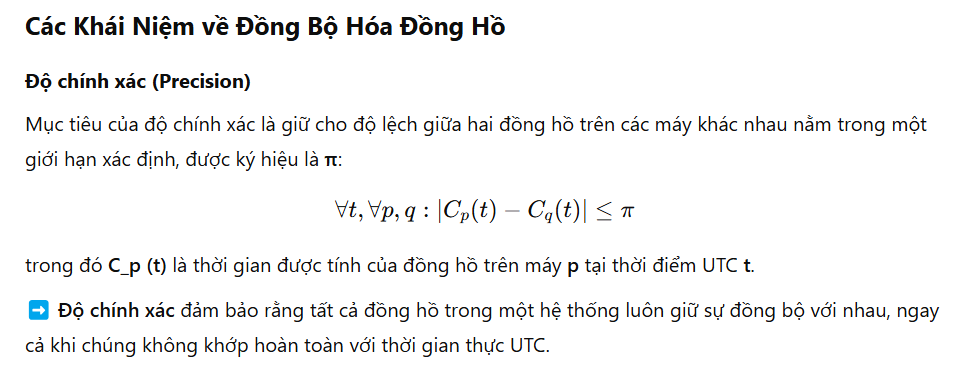 Các Khái Niệm về Đồng Bộ Hóa Đồng Hồ
Độ chính xác (Precision)
Mục tiêu của độ chính xác là giữ cho độ lệch giữa hai đồng hồ trên các máy khác nhau nằm trong một
giới hạn xác định, được ký hiệu là π:
∀t, ∀p, q : |C_p(t) − C_q(t)| ≤ π
trong đó C_p (t) là thời gian được tính của đồng hồ trên máy p tại thời điểm UTC t.
➡ Độ chính xác đảm bảo rằng tất cả đồng hồ trong một hệ thống luôn giữ sự đồng bộ với nhau, ngay
cả khi chúng không khớp hoàn toàn với thời gian thực UTC.